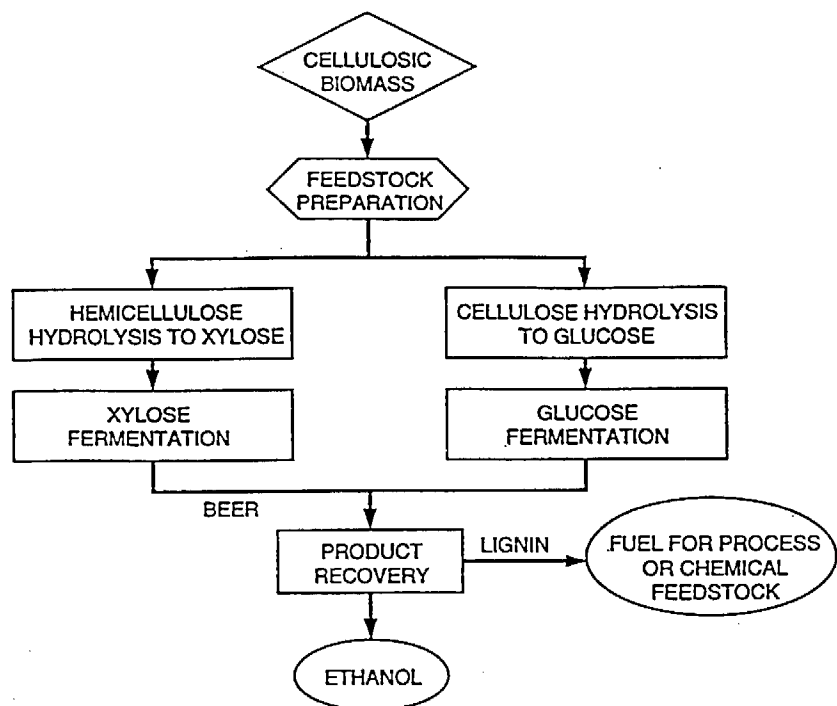 CELLULOSIC
BIOMASS
FEEDSTOCK
PREPARATION
HEMICELLULOSE
HYDROLYSIS TO XYLOSE
CELLULOSE HYDROLYSIS
TO GLUCOSE
XYLOSE
FERMENTATION
GLUCOSE
FERMENTATION
BEER
PRODUCT
RECOVERY
LIGNIN
FUEL FOR PROCESS
OR CHEMICAL
FEEDSTOCK
ETHANOL